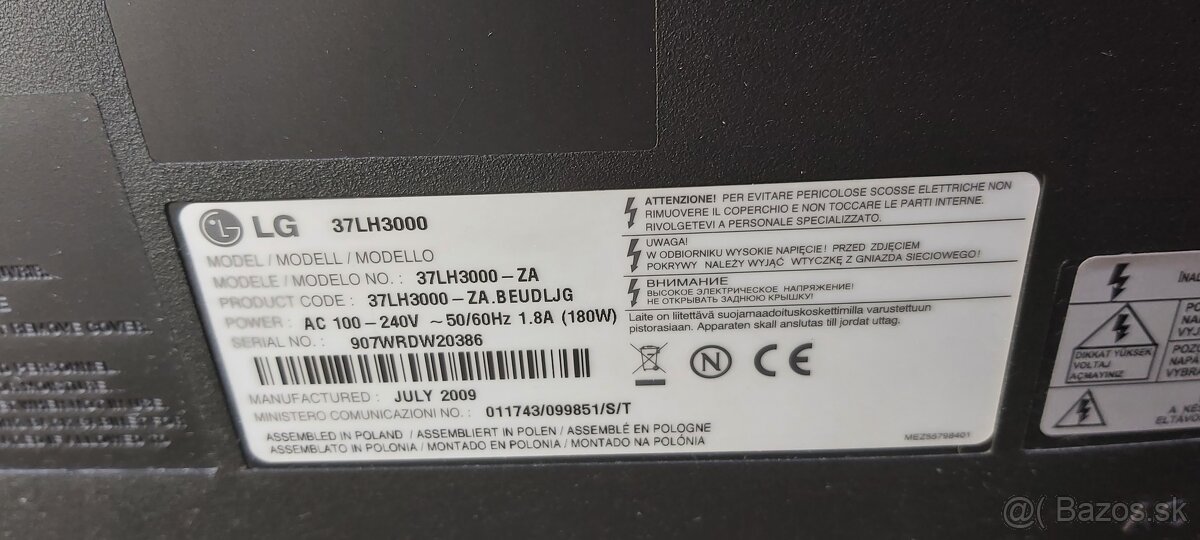 LG 37LH3000
MODEL / MODELL / MODELLO
MODELE / MODELO NO. : 37LH3000-ZA
PRODUCT CODE : 37LH3000-ZA.BEUDLJG
POWER : AC 100-240V ~50/60Hz 1.8A (180W)
SERIAL NO. : 907WRDW20386
MANUFACTURED : JULY 2009
MINISTERO COMUNICAZIONI NO. : 011743/099851/S/T
ASSEMBLED IN POLAND / ASSEMBLIERT IN POLEN / ASSEMBLÉ EN POLOGNE
ASSEMBLATO IN POLONIA / MONTADO EN POLONIA / MONTADO NA POLÓNIA
ATTENZIONE! PER EVITARE PERICOLOSE SCOSSE ELETTRICHE NON
RIMUOVERE IL COPERCHIO E NON TOCCARE LE PARTI INTERNE.
RIVOLGETEVI A PERSONALE SPECIALIZZATO.
UWAGA!
W ODBIORNIKU WYSOKIE NAPIĘCIE! PRZED ZDJĘCIEM
POKRYWY NALEŻY WYJĄĆ WTYCZKĘ Z GNIAZDA SIECIOWEGO!
ВНИМАНИЕ
ВЫСОКОЕ ЭЛЕКТРИЧЕСКОЕ НАПРЯЖЕНИЕ!
НЕ ОТКРЫВАТЬ ЗАДНЮЮ КРЫШКУ!
Laite on liitettävä suojamaadoituskoskettimilla varustettuun
pistorasiaan. Apparaten skall anslutas till jordat uttag.
N CE
MEZ55798401
DIKKAT YÜKSEK
VOLTAJ
AÇMAYINIZ
REMOVE COVER.
@( Bazos.sk